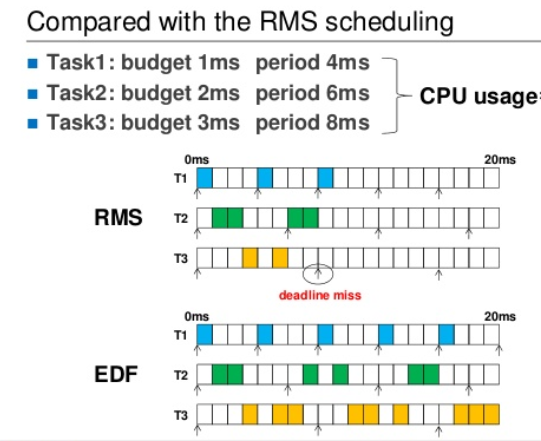 Compared with the RMS scheduling
Task1: budget 1ms period 4ms
Task2: budget 2ms period 6ms
Task3: budget 3ms period 8ms
CPU usage=
0ms 20ms
T1
RMS T2
T3
deadline miss
0ms 20ms
T1
EDF T2
T3